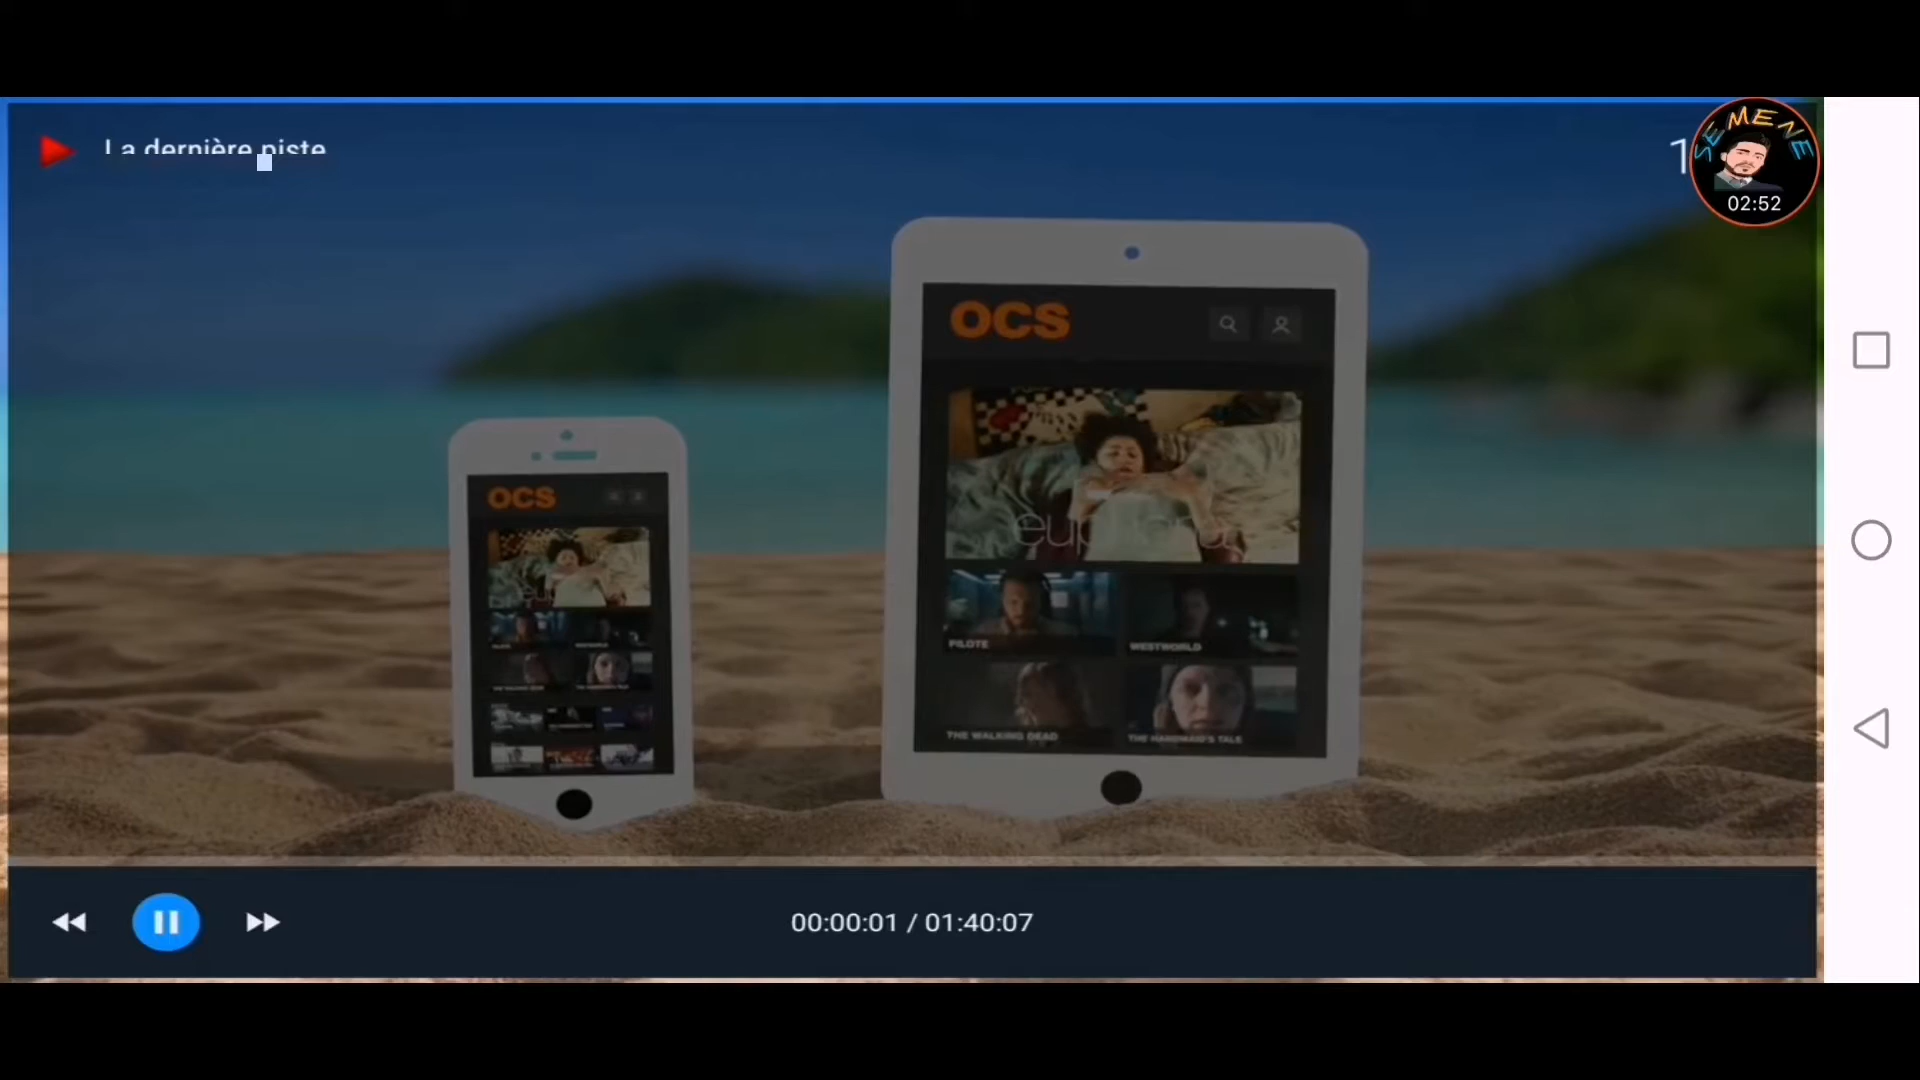 La dernière piste
1
SEMENE
02:52
OCS
OCS
euphoria
PILOTE
WESTWORLD
THE WALKING DEAD
THE HANDMAID'S TALE
00:00:01 / 01:40:07